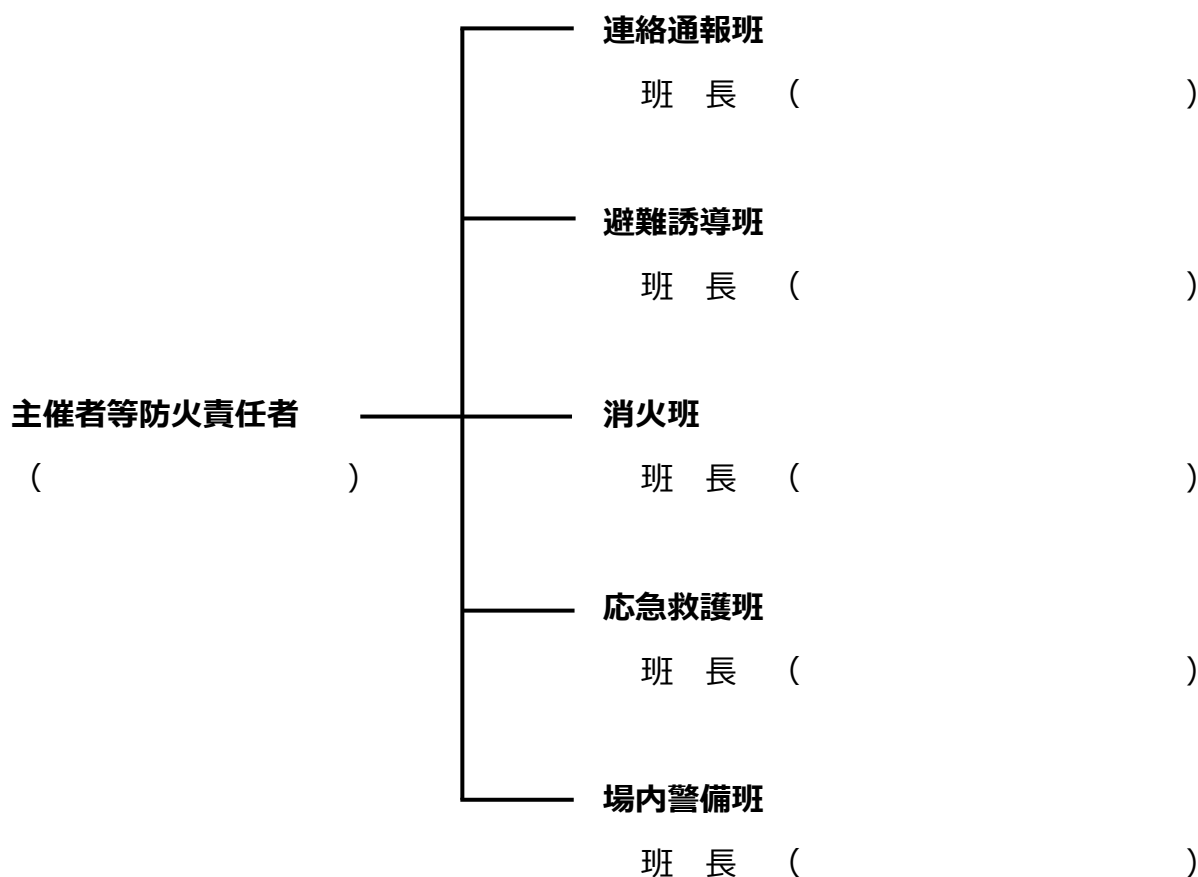 連絡通報班
班　長　（　　　　　　　　　　　　）
避難誘導班
班　長　（　　　　　　　　　　　　）
主催者等防火責任者
（　　　　　　　　　）
消火班
班　長　（　　　　　　　　　　　　）
応急救護班
班　長　（　　　　　　　　　　　　）
場内警備班
班　長　（　　　　　　　　　　　　）